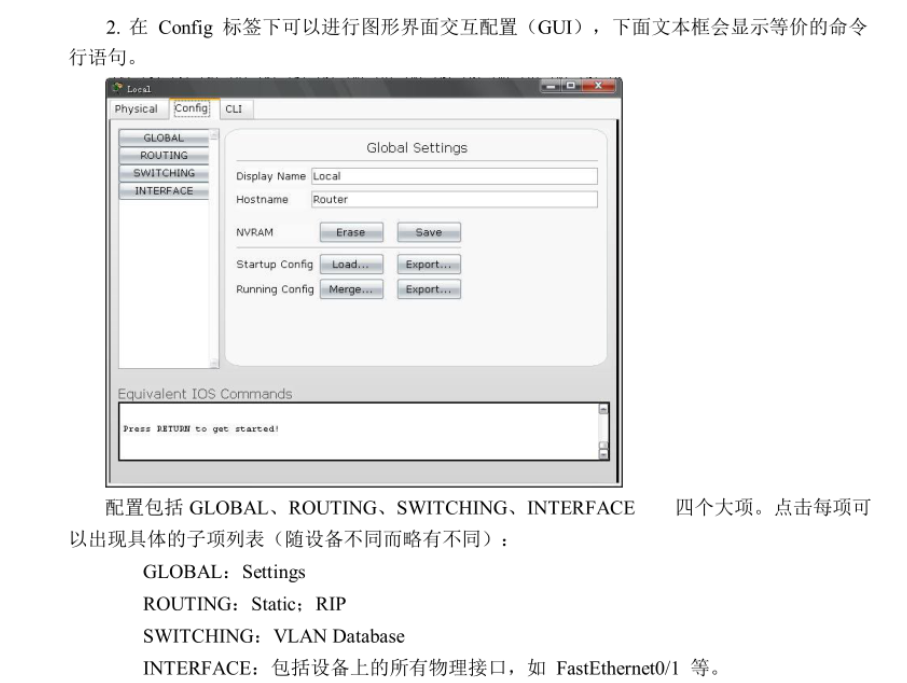 2. 在 Config 标签下可以进行图形界面交互配置（GUI），下面文本框会显示等价的命令
行语句。
Local
Physical Config CLI
GLOBAL
ROUTING
SWITCHING
INTERFACE
Global Settings
Display Name Local
Hostname Router
NVRAM Erase Save
Startup Config Load... Export...
Running Config Merge... Export...
Equivalent IOS Commands
Press RETURN to get started!
配置包括 GLOBAL、ROUTING、SWITCHING、INTERFACE 四个大项。点击每项可
以出现具体的子项列表（随设备不同而略有不同）：
GLOBAL：Settings
ROUTING：Static；RIP
SWITCHING：VLAN Database
INTERFACE：包括设备上的所有物理接口，如 FastEthernet0/1 等。